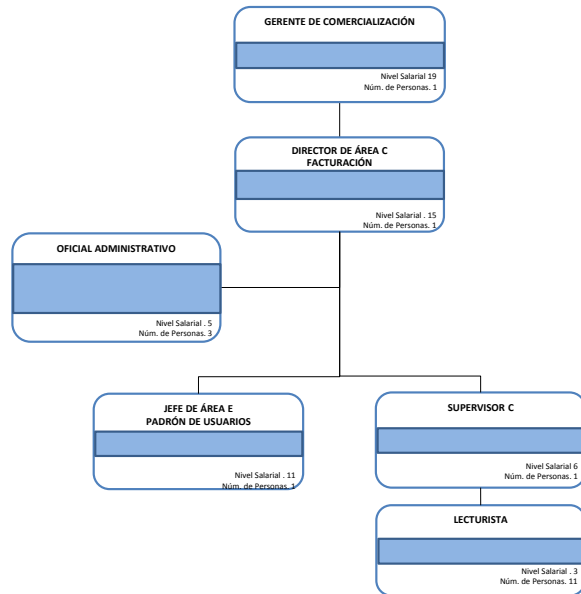 GERENTE DE COMERCIALIZACIÓN
Nivel Salarial 19
Núm. de Personas. 1
DIRECTOR DE ÁREA C
FACTURACIÓN
Nivel Salarial . 15
Núm. de Personas. 1
OFICIAL ADMINISTRATIVO
Nivel Salarial . 5
Núm. de Personas. 3
JEFE DE ÁREA E
PADRÓN DE USUARIOS
Nivel Salarial . 11
Núm. de Personas. 1
SUPERVISOR C
Nivel Salarial 6
Núm. de Personas. 1
LECTURISTA
Nivel Salarial . 3
Núm. de Personas. 11